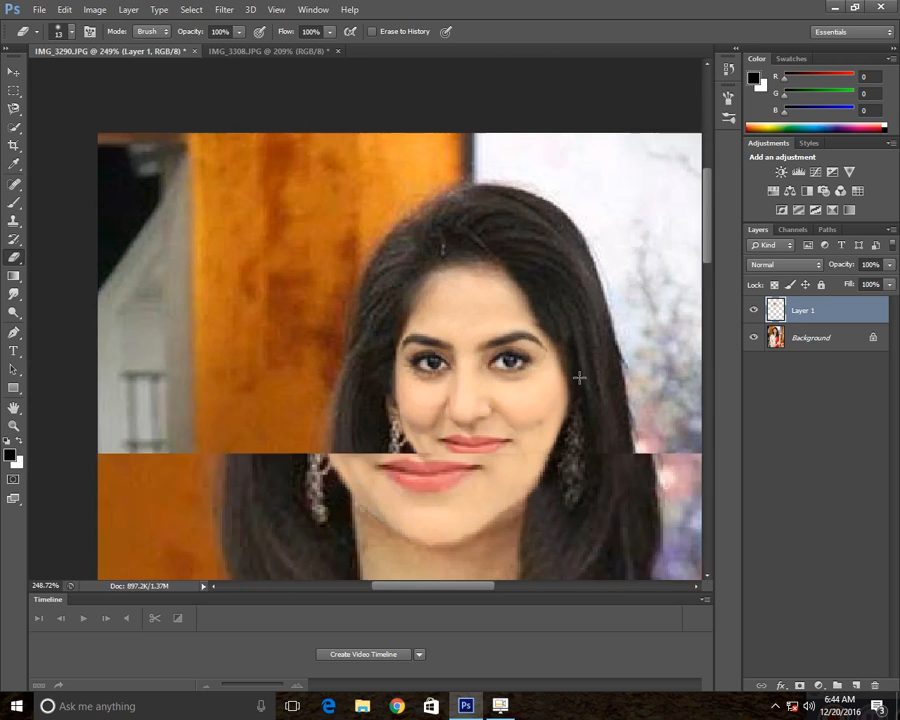 Ps File Edit Image Layer Type Select Filter 3D View Window Help
13 Mode: Brush Opacity: 100% Flow: 100% Erase to History Essentials
IMG_3290.JPG @ 249% (Layer 1, RGB/8) * × IMG_3308.JPG @ 209% (RGB/8) * ×
Color Swatches
R 0
G 0
B 0
Adjustments Styles
Add an adjustment
Layers Channels Paths
Kind
Normal Opacity: 100%
Lock: Fill: 100%
Layer 1
Background
248.72% Doc: 897.2K/1.37M
Timeline
Create Video Timeline
Ask me anything
6:44 AM
12/20/2016